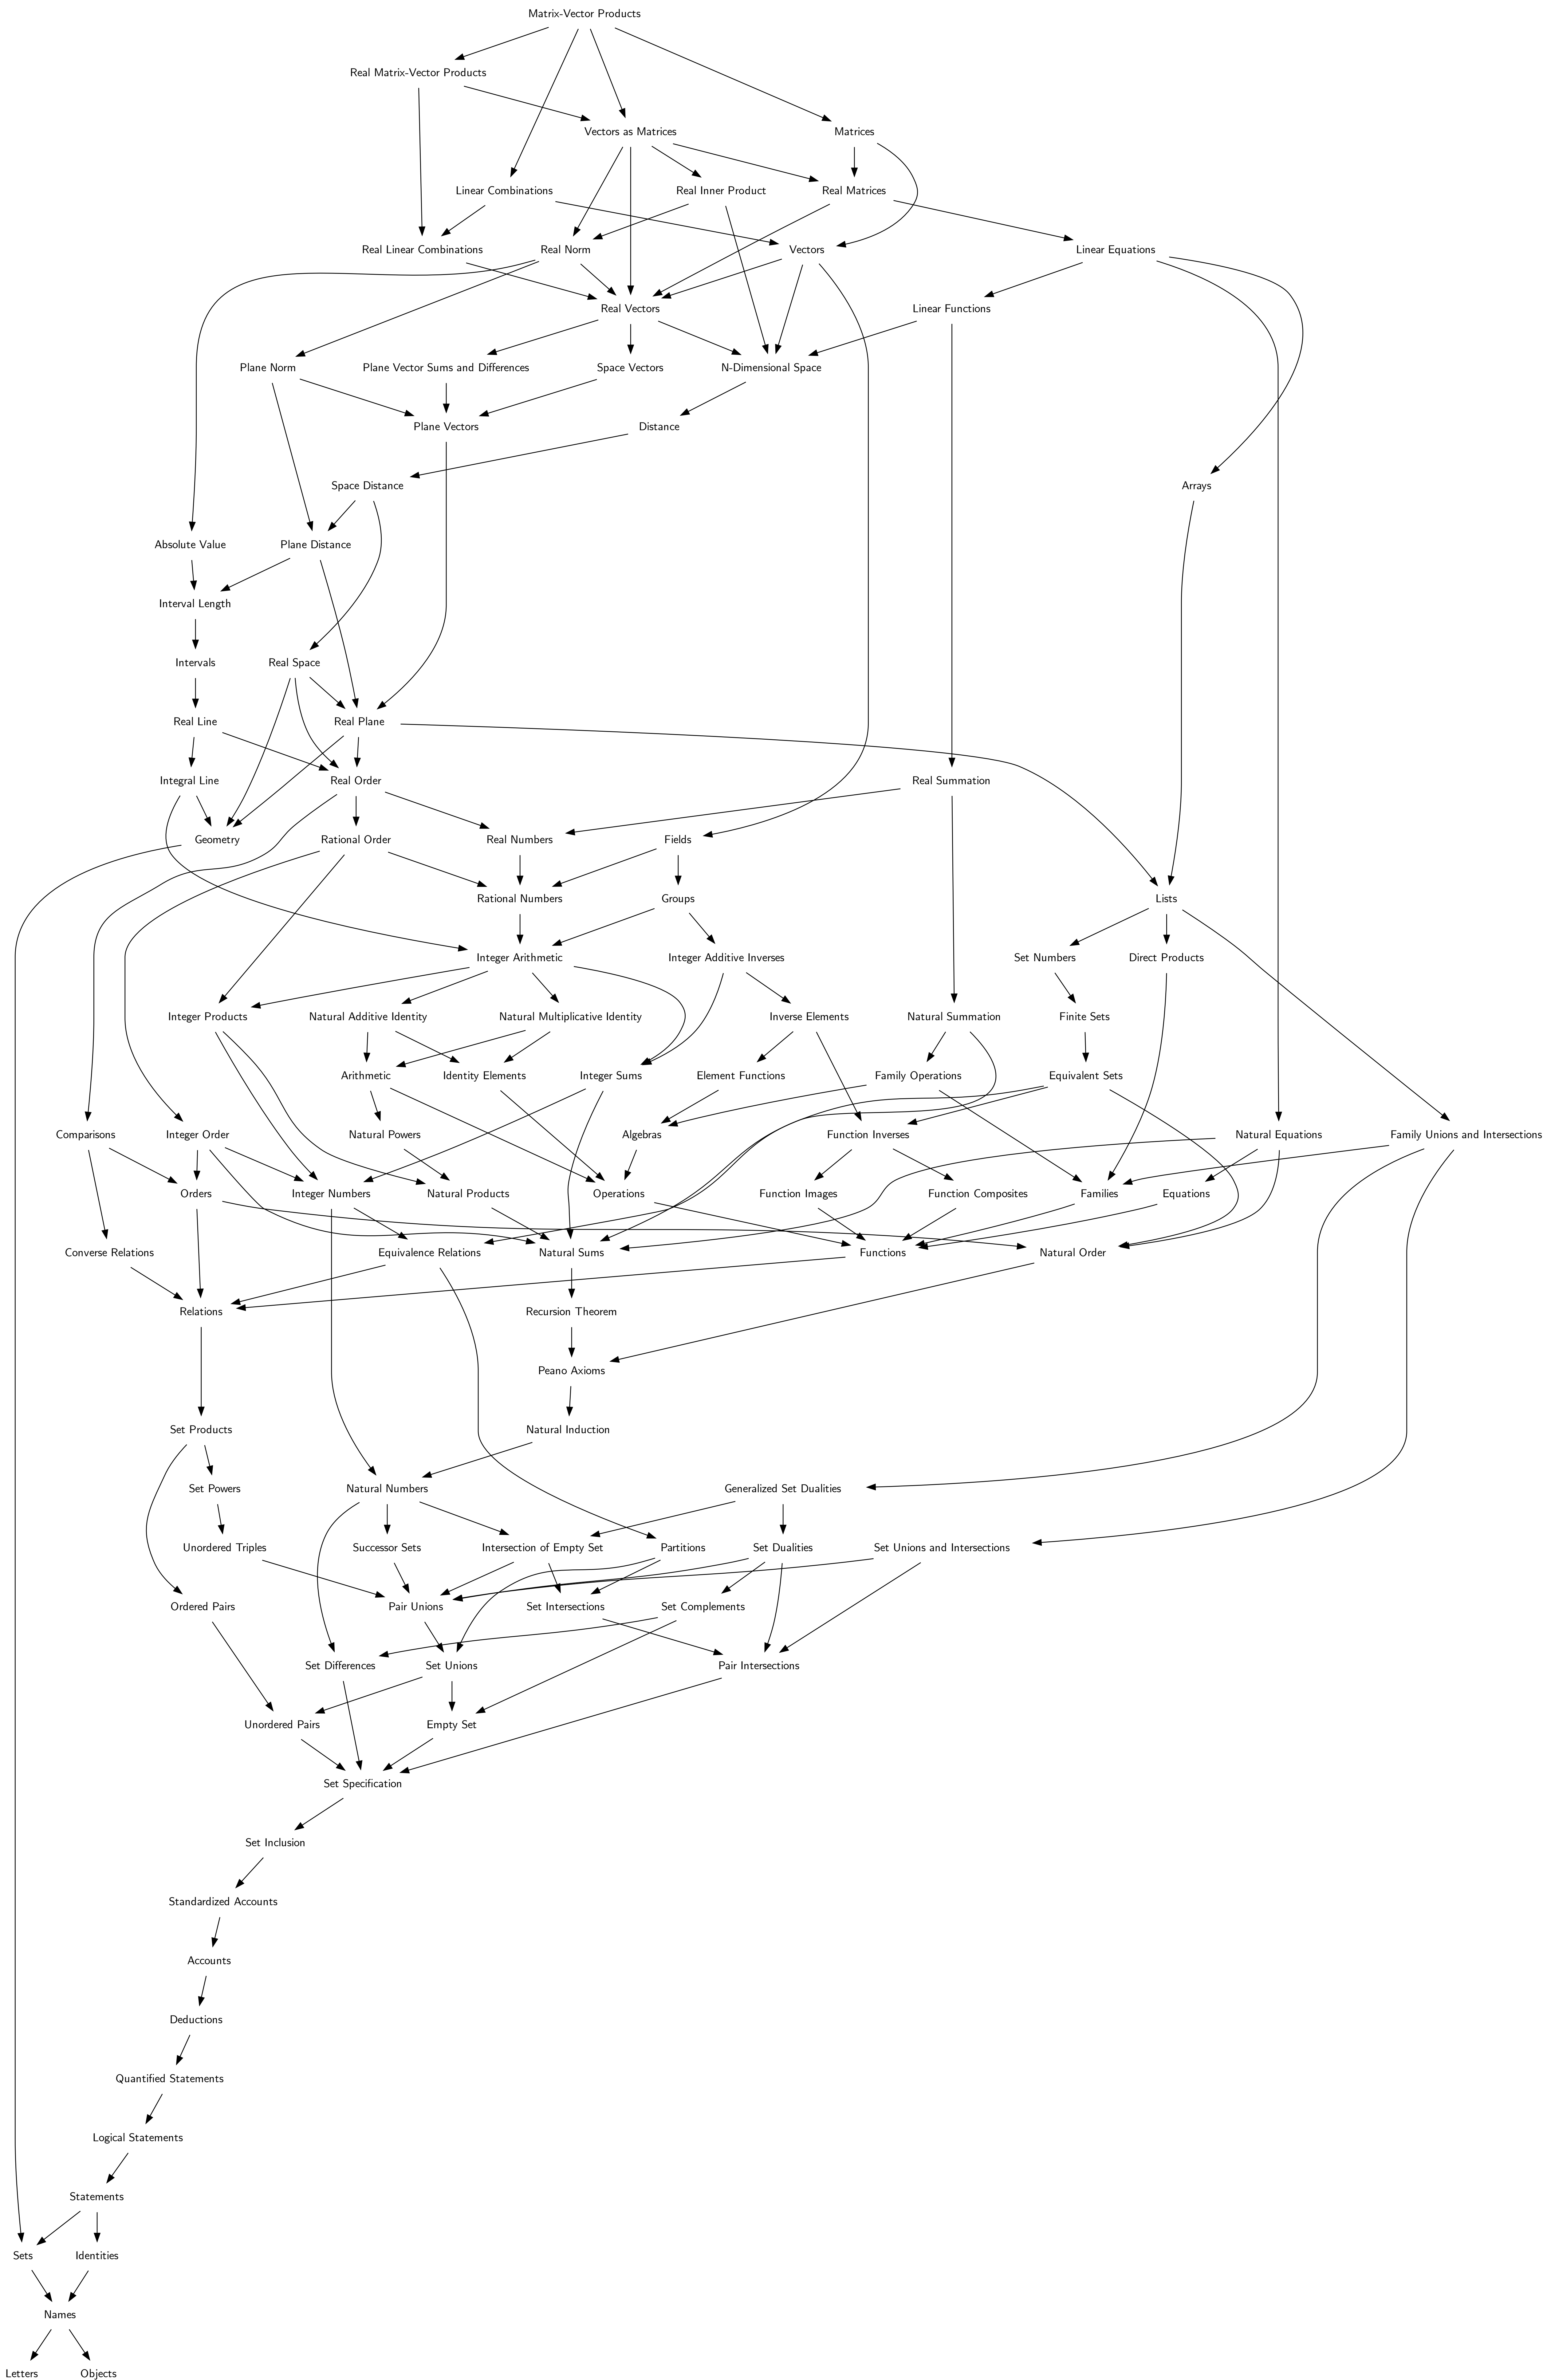 Matrix-Vector Products
Real Matrix-Vector Products
Vectors as Matrices
Matrices
Linear Combinations
Real Inner Product
Real Matrices
Real Linear Combinations
Real Norm
Vectors
Linear Equations
Real Vectors
Linear Functions
Plane Norm
Plane Vector Sums and Differences
Space Vectors
N-Dimensional Space
Plane Vectors
Distance
Space Distance
Arrays
Absolute Value
Plane Distance
Interval Length
Intervals
Real Space
Real Line
Real Plane
Integral Line
Real Order
Real Summation
Geometry
Rational Order
Real Numbers
Fields
Rational Numbers
Groups
Lists
Integer Arithmetic
Integer Additive Inverses
Set Numbers
Direct Products
Integer Products
Natural Additive Identity
Natural Multiplicative Identity
Inverse Elements
Natural Summation
Finite Sets
Arithmetic
Identity Elements
Integer Sums
Element Functions
Family Operations
Equivalent Sets
Comparisons
Integer Order
Natural Powers
Algebras
Function Inverses
Natural Equations
Family Unions and Intersections
Orders
Integer Numbers
Natural Products
Operations
Function Images
Function Composites
Families
Equations
Converse Relations
Equivalence Relations
Natural Sums
Functions
Natural Order
Relations
Recursion Theorem
Peano Axioms
Set Products
Natural Induction
Set Powers
Natural Numbers
Generalized Set Dualities
Unordered Triples
Successor Sets
Intersection of Empty Set
Partitions
Set Dualities
Set Unions and Intersections
Ordered Pairs
Pair Unions
Set Intersections
Set Complements
Set Differences
Set Unions
Pair Intersections
Unordered Pairs
Empty Set
Set Specification
Set Inclusion
Standardized Accounts
Accounts
Deductions
Quantified Statements
Logical Statements
Statements
Sets
Identities
Names
Letters
Objects